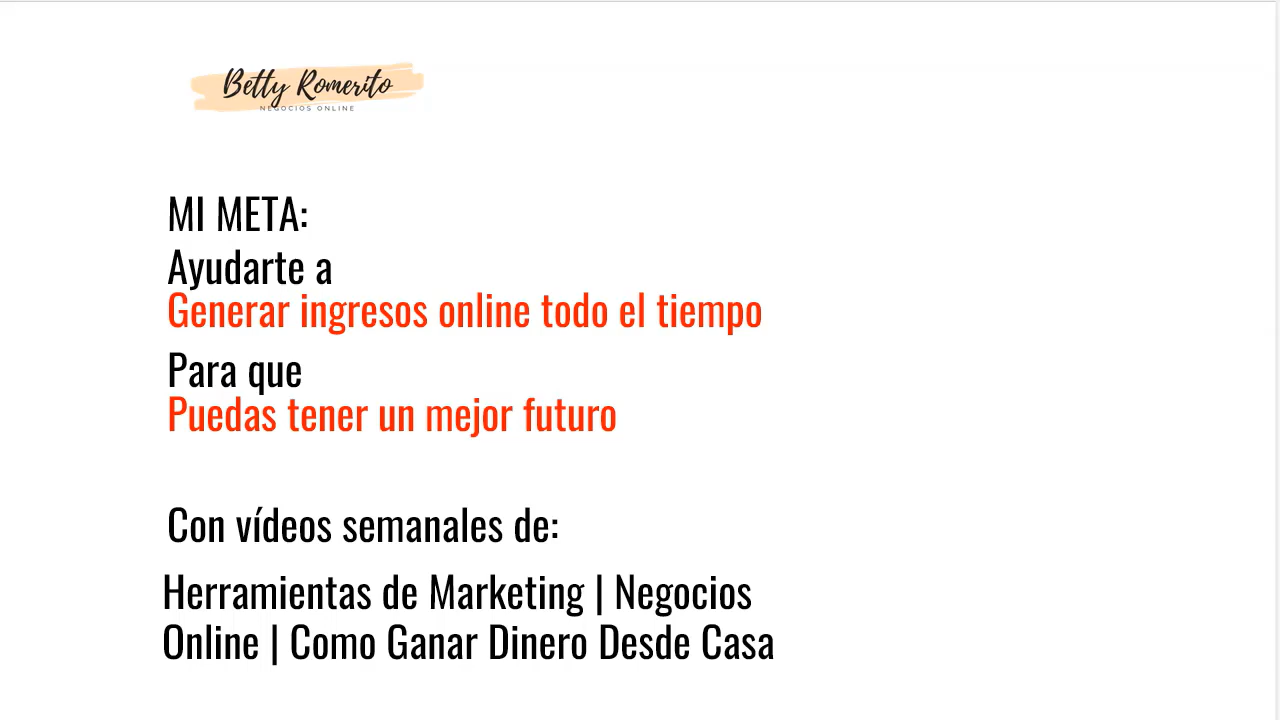 Betty Romerito
NEGOCIOS ONLINE
MI META:
Ayudarte a
Generar ingresos online todo el tiempo
Para que
Puedas tener un mejor futuro
Con vídeos semanales de:
Herramientas de Marketing | Negocios
Online | Como Ganar Dinero Desde Casa